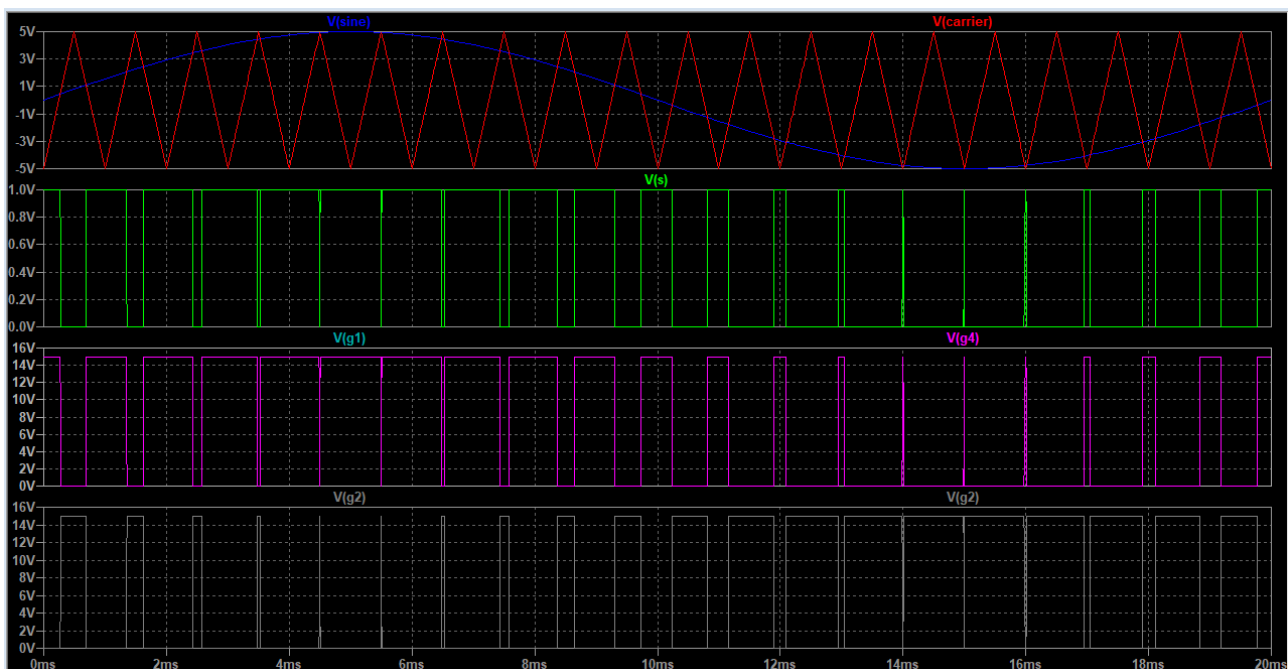 V(sine) V(carrier)
5V
3V
1V
-1V
-3V
-5V
V(s)
1.0V
0.8V
0.6V
0.4V
0.2V
0.0V
V(g1) V(g4)
16V
14V
12V
10V
8V
6V
4V
2V
0V
V(g2) V(g2)
16V
14V
12V
10V
8V
6V
4V
2V
0V
0ms 2ms 4ms 6ms 8ms 10ms 12ms 14ms 16ms 18ms 20ms